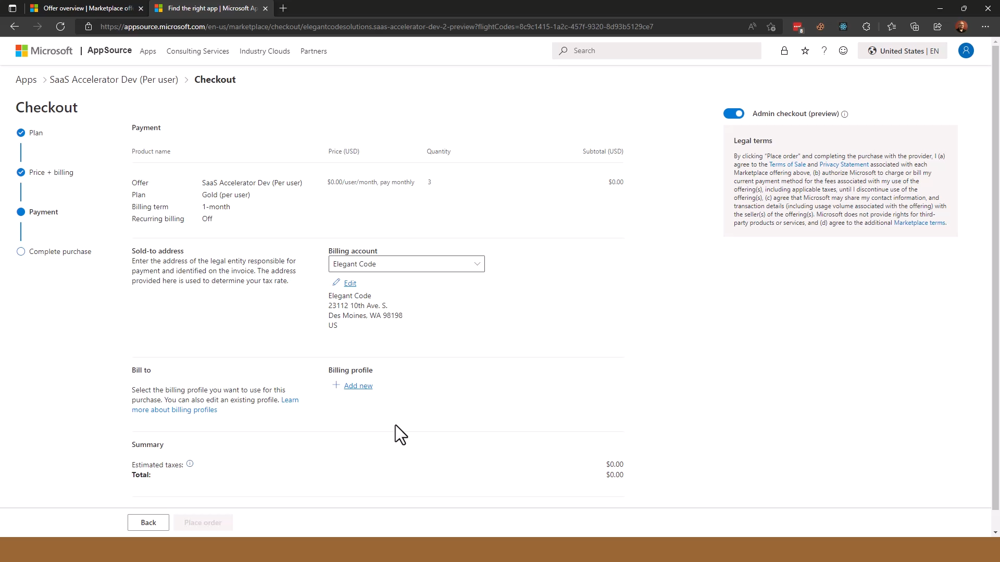 Offer overview | Marketplace off
Find the right app | Microsoft Ap
https://appsource.microsoft.com/en-us/marketplace/checkout/elegantcodesolutions.saas-accelerator-dev-2-preview?flightCodes=8c9c1415-1a2c-457f-9320-8d93b5129ce7
8
Microsoft | AppSource Apps Consulting Services Industry Clouds Partners
Search
United States | EN
Apps > SaaS Accelerator Dev (Per user) > Checkout
Checkout
Plan
Price + billing
Payment
Complete purchase
Payment
Product name Price (USD) Quantity Subtotal (USD)
Offer SaaS Accelerator Dev (Per user) $0.00/user/month, pay monthly 3 $0.00
Plan Gold (per user)
Billing term 1-month
Recurring billing Off
Sold-to address
Enter the address of the legal entity responsible for
payment and identified on the invoice. The address
provided here is used to determine your tax rate.
Billing account
Elegant Code
Edit
Elegant Code
23112 10th Ave. S.
Des Moines, WA 98198
US
Bill to
Select the billing profile you want to use for this
purchase. You can also edit an existing profile. Learn
more about billing profiles
Billing profile
+ Add new
Summary
Estimated taxes: $0.00
Total: $0.00
Back
Place order
Admin checkout (preview)
Legal terms
By clicking "Place order" and completing the purchase with the provider, I (a)
agree to the Terms of Sale and Privacy Statement associated with each
Marketplace offering above, (b) authorize Microsoft to charge or bill my
current payment method for the fees associated with my use of the
offering(s), including applicable taxes, until I discontinue use of the
offering(s), (c) agree that Microsoft may share my contact information, and
transaction details (including usage volume associated with the offering) with
the seller(s) of the offering(s). Microsoft does not provide rights for third-
party products or services, and (d) agree to the additional Marketplace terms.